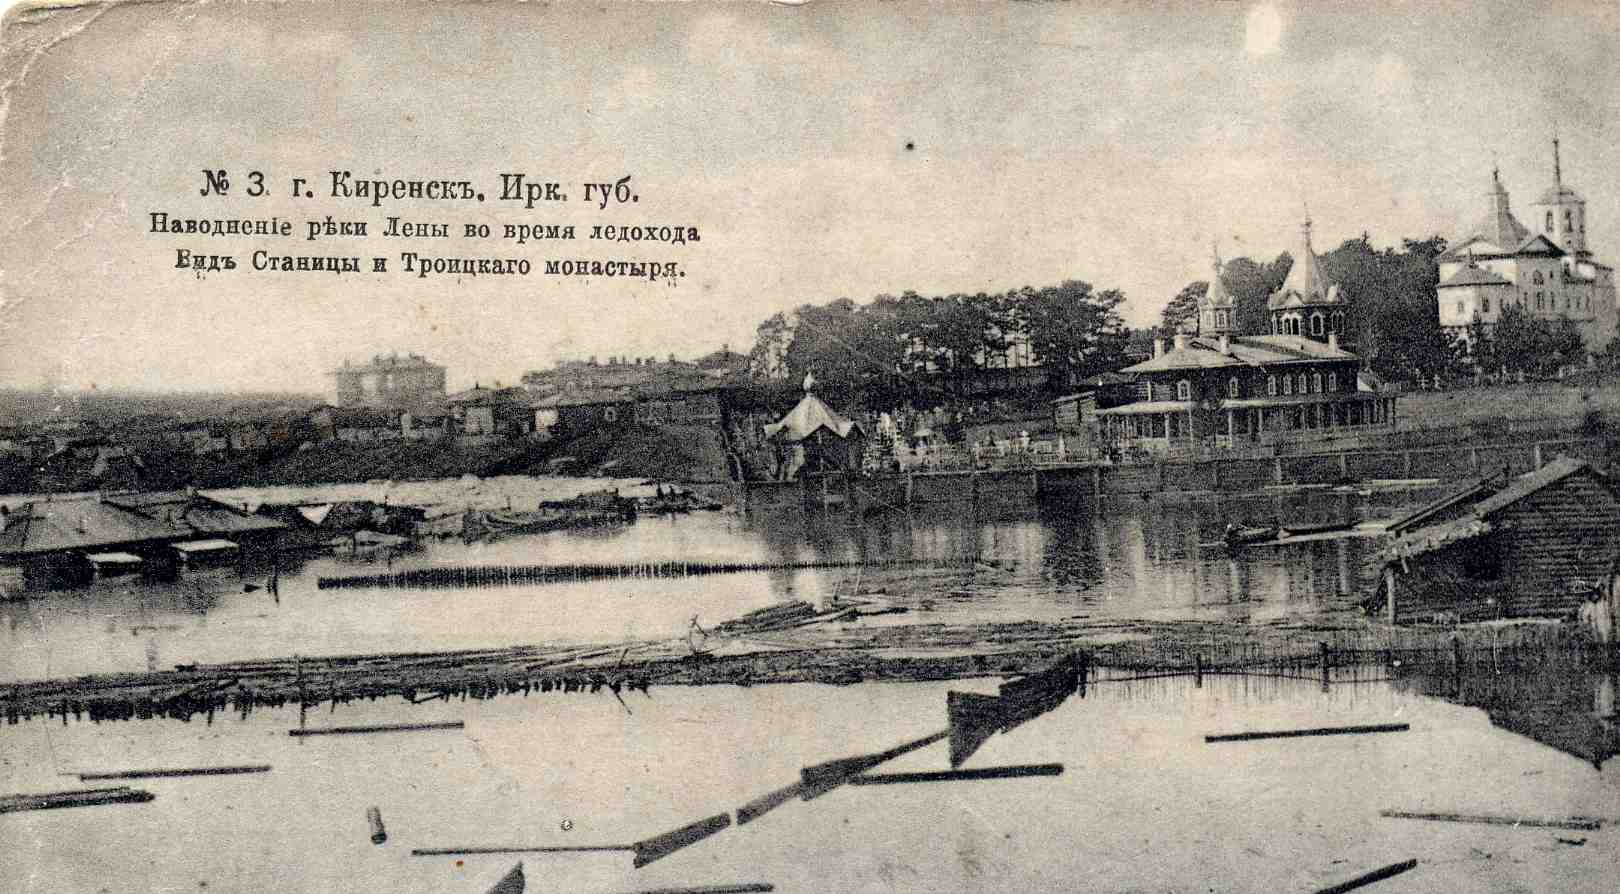 № 3. г. Киренскъ. Ирк. губ.
Наводненіе рѣки Лены во время ледохода
Видъ Станицы и Троицкаго монастыря.